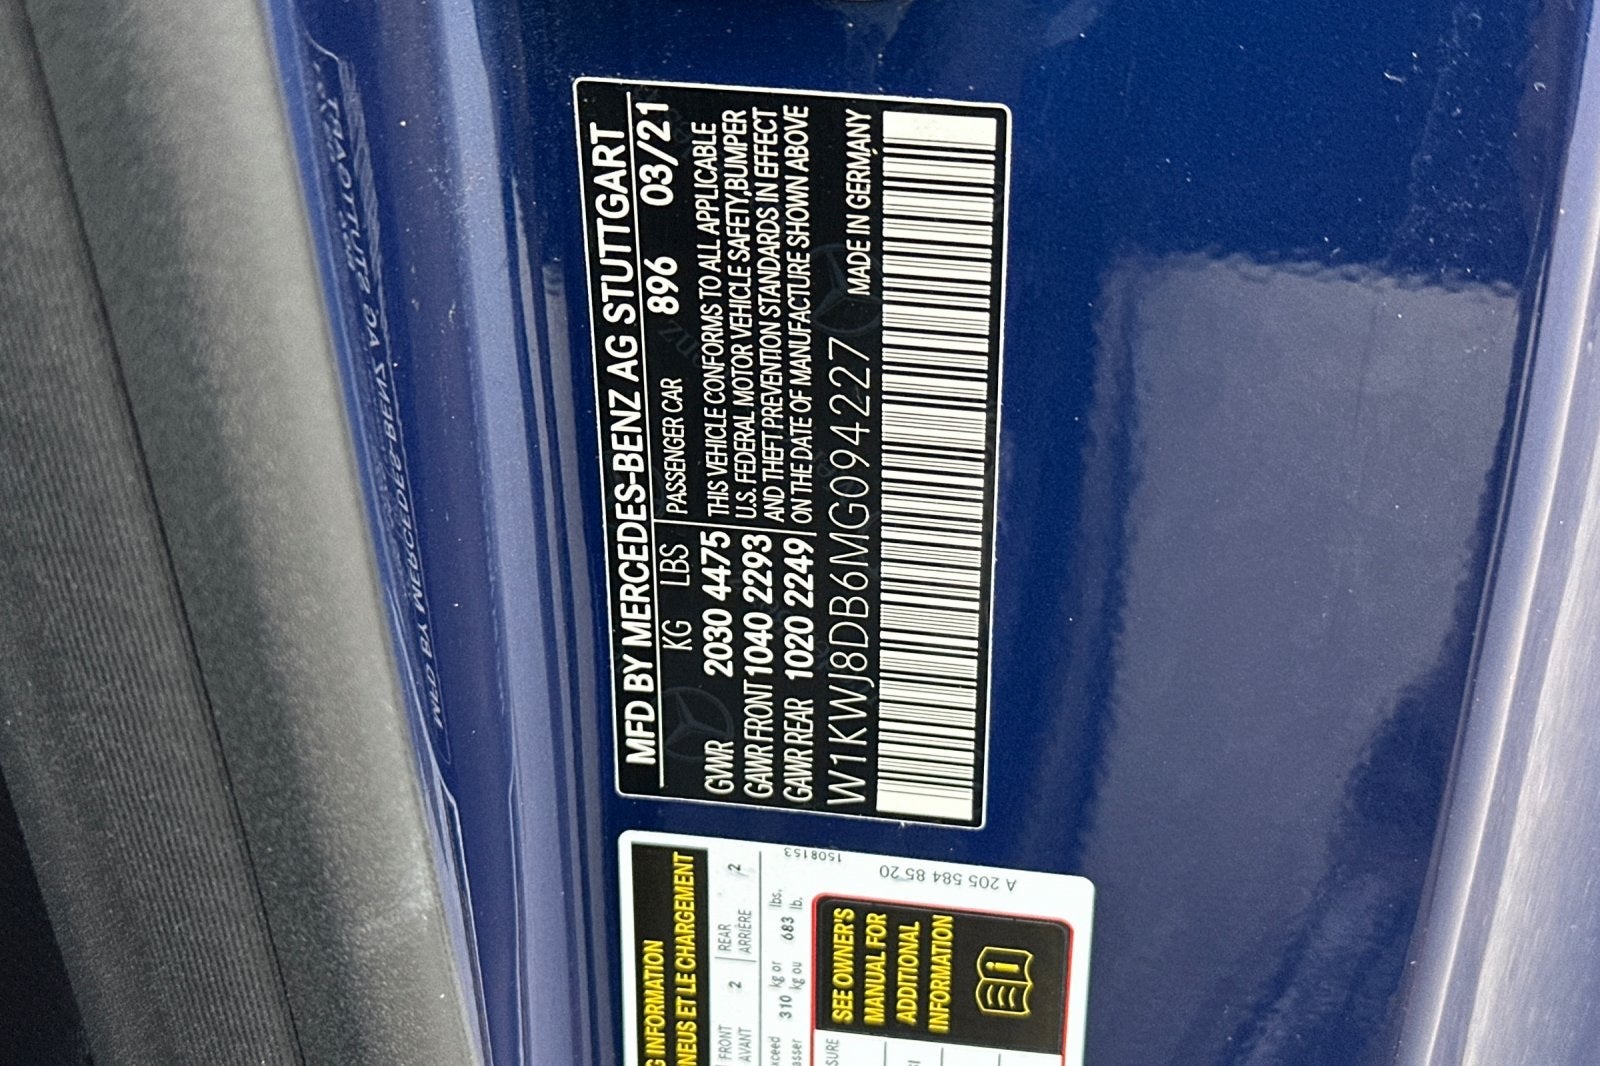 MFD BY MERCEDES-BENZ AG STUTTGART
KG LBS PASSENGER CAR 896 03/21
GVWR 2030 4475 THIS VEHICLE CONFORMS TO ALL APPLICABLE
GAWR FRONT 1040 2293 U.S. FEDERAL MOTOR VEHICLE SAFETY,BUMPER
AND THEFT PREVENTION STANDARDS IN EFFECT
GAWR REAR 1020 2249 ON THE DATE OF MANUFACTURE SHOWN ABOVE
W1KWJ8DB6MG094227 MADE IN GERMANY
INFORMATION
ET LE CHARGEMENT
FRONT 2 REAR 2
AVANT ARRIÈRE
310 kg or 683 lbs.
kg ou lb.
1508153
A 205 584 85 20
SEE OWNER'S
MANUAL FOR
ADDITIONAL
INFORMATION